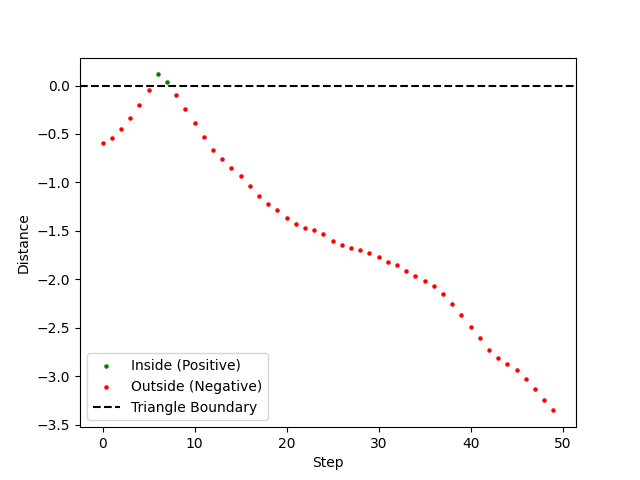 0.0
−0.5
−1.0
−1.5
−2.0
−2.5
−3.0
−3.5
Distance
Inside (Positive)
Outside (Negative)
Triangle Boundary
0 10 20 30 40 50
Step